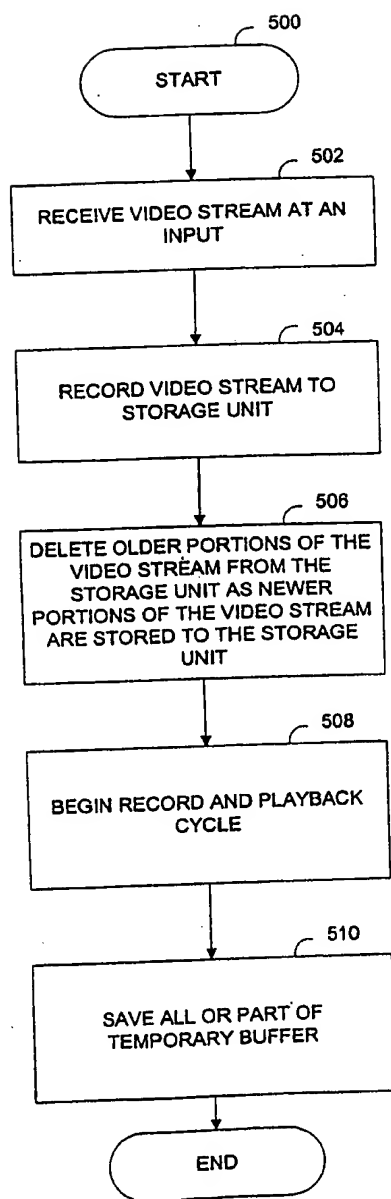 500
START
502
RECEIVE VIDEO STREAM AT AN
INPUT
504
RECORD VIDEO STREAM TO
STORAGE UNIT
506
DELETE OLDER PORTIONS OF THE
VIDEO STREAM FROM THE
STORAGE UNIT AS NEWER
PORTIONS OF THE VIDEO STREAM
ARE STORED TO THE STORAGE
UNIT
508
BEGIN RECORD AND PLAYBACK
CYCLE
510
SAVE ALL OR PART OF
TEMPORARY BUFFER
END